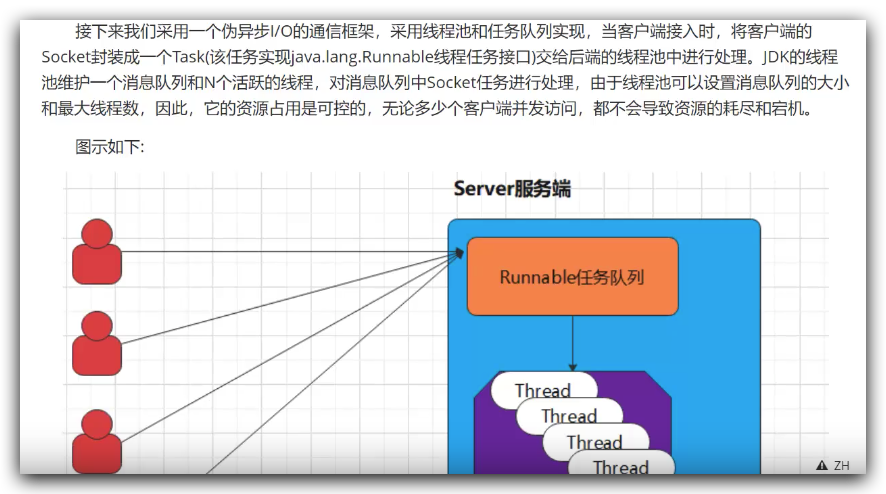 接下来我们采用一个伪异步I/O的通信框架，采用线程池和任务队列实现，当客户端接入时，将客户端的
Socket封装成一个Task(该任务实现java.lang.Runnable线程任务接口)交给后端的线程池中进行处理。JDK的线程
池维护一个消息队列和N个活跃的线程，对消息队列中Socket任务进行处理，由于线程池可以设置消息队列的大小
和最大线程数，因此，它的资源占用是可控的，无论多少个客户端并发访问，都不会导致资源的耗尽和宕机。
图示如下:
Server服务端
Runnable任务队列
Thread
Thread
Thread
Thread
ZH